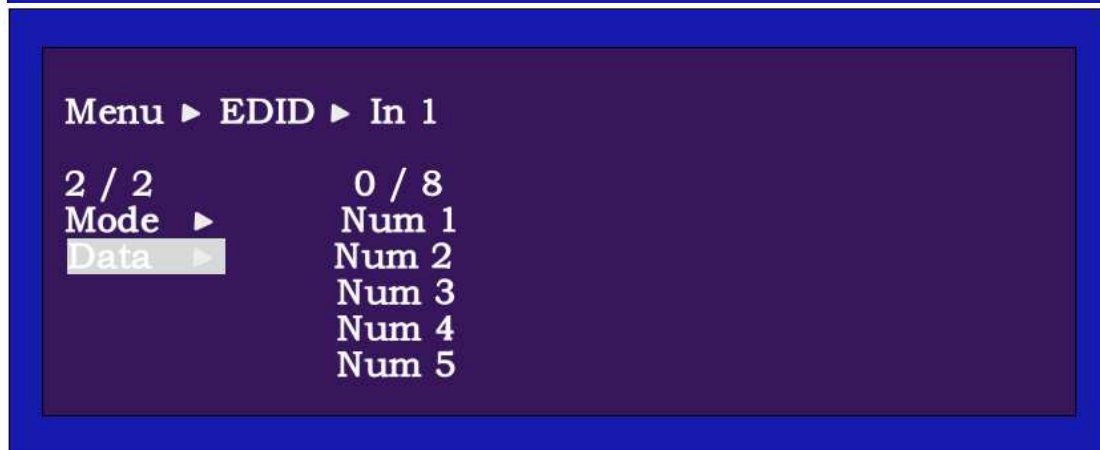 Menu ▶ EDID ▶ In 1
2 / 2 0 / 8
Mode ▶ Num 1
Data ▶ Num 2
Num 3
Num 4
Num 5